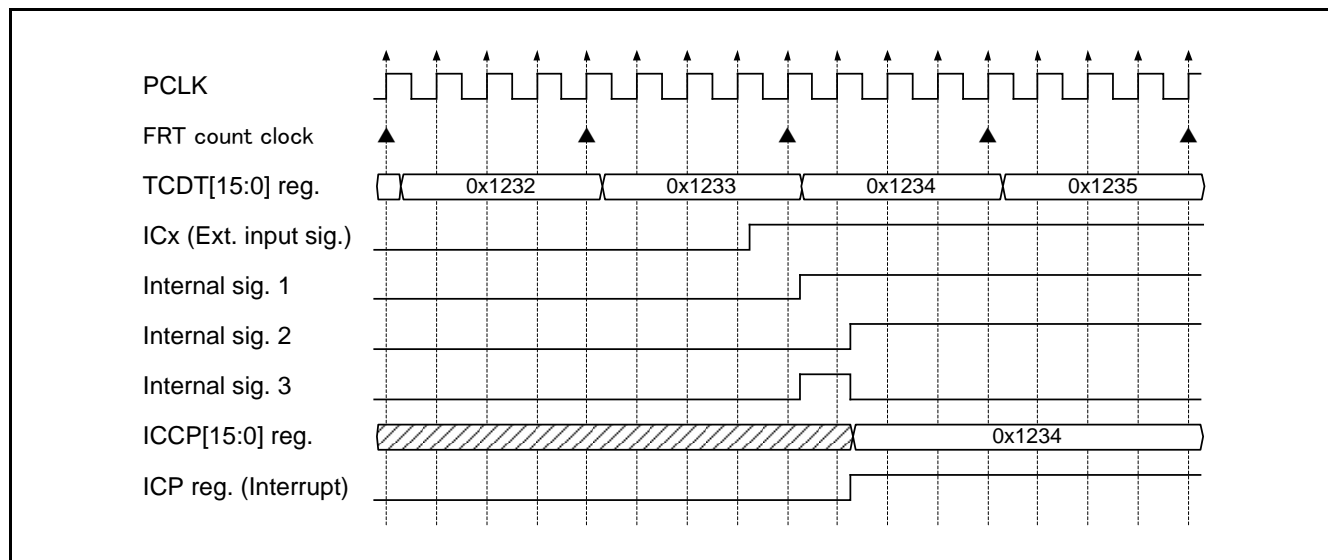 PCLK
FRT count clock
TCDT[15:0] reg. 0x1232 0x1233 0x1234 0x1235
ICx (Ext. input sig.)
Internal sig. 1
Internal sig. 2
Internal sig. 3
ICCP[15:0] reg. 0x1234
ICP reg. (Interrupt)